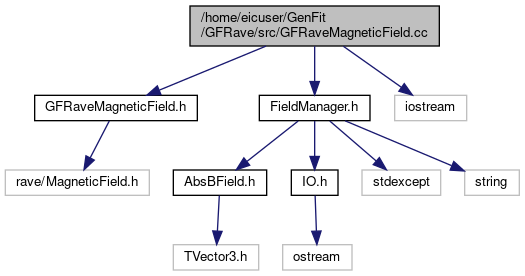 /home/eicuser/GenFit
/GFRave/src/GFRaveMagneticField.cc
GFRaveMagneticField.h
FieldManager.h
iostream
rave/MagneticField.h
AbsBField.h
IO.h
stdexcept
string
TVector3.h
ostream